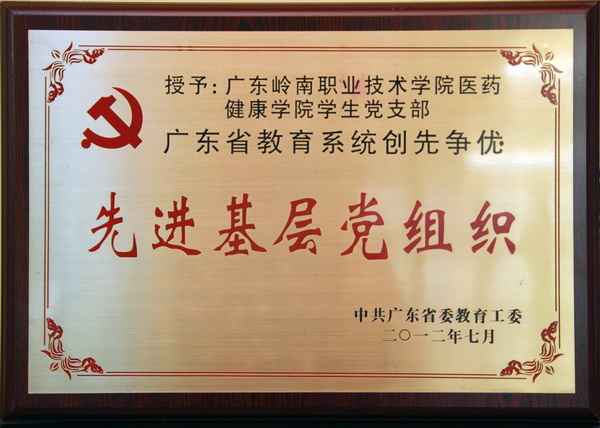 授予：广东岭南职业技术学院医药
健康学院学生党支部
广东省教育系统创先争优
先进基层党组织
中共广东省委教育工委
二〇一二年七月